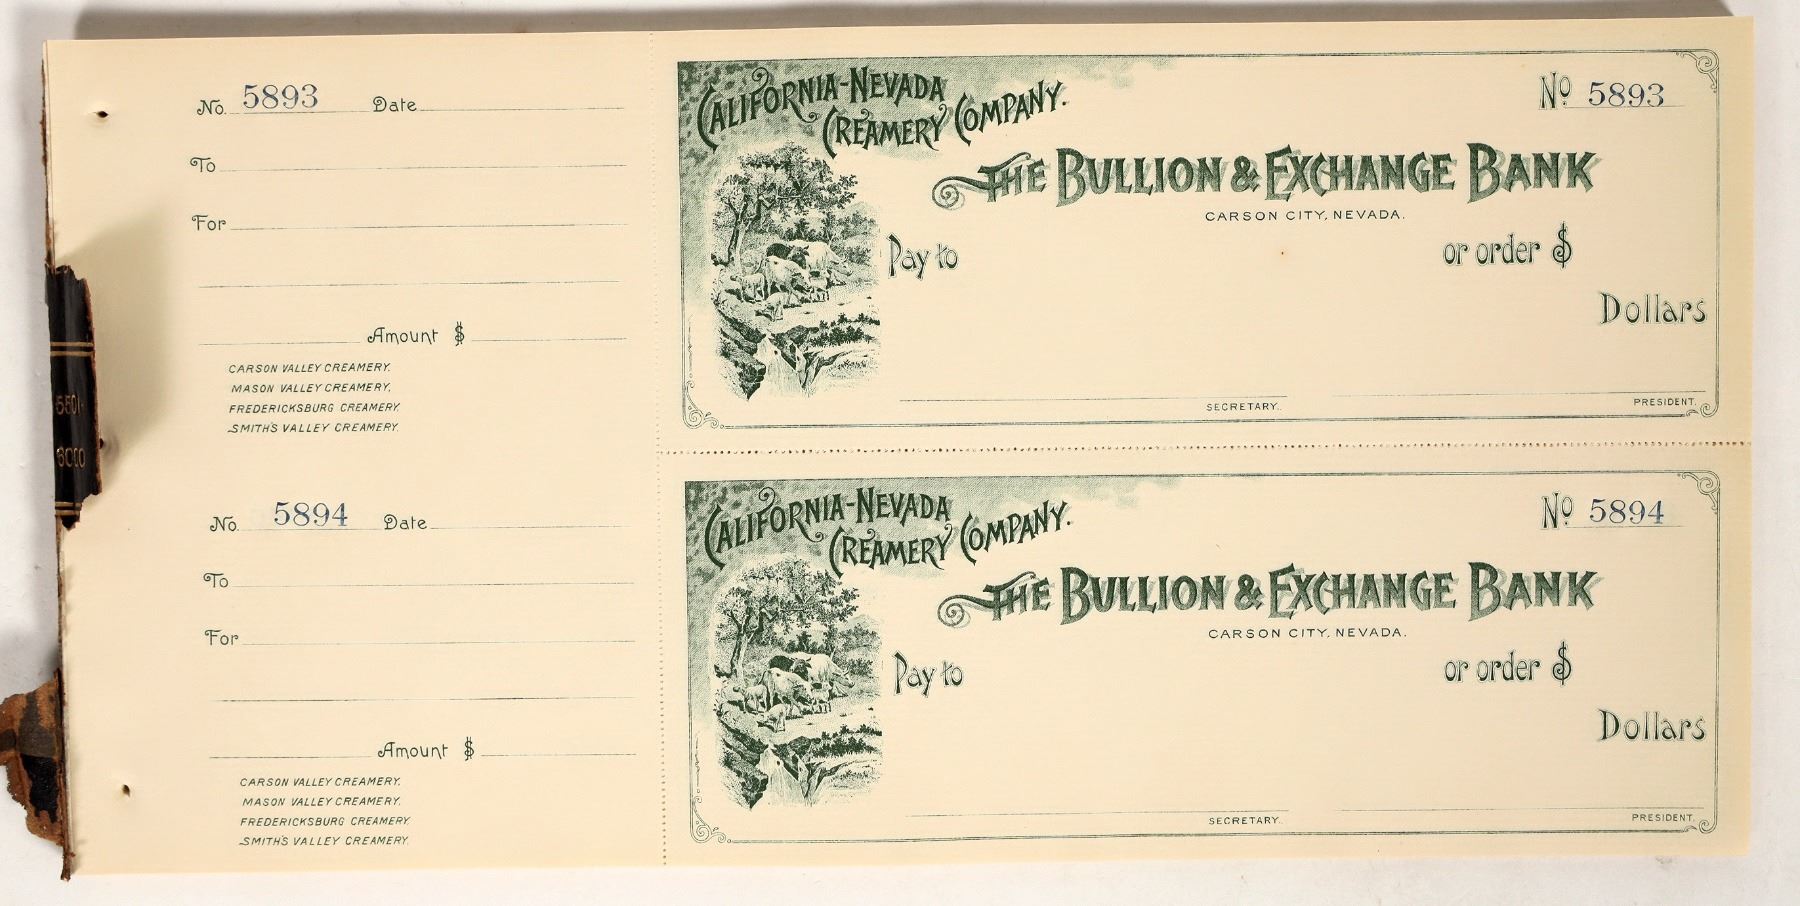 No. 5893 Date
To
For
Amount $
CARSON VALLEY CREAMERY.
MASON VALLEY CREAMERY.
FREDERICKSBURG CREAMERY.
SMITH'S VALLEY CREAMERY.
CALIFORNIA-NEVADA
CREAMERY COMPANY.
No 5893
THE BULLION & EXCHANGE BANK
CARSON CITY, NEVADA.
Pay to or order $
Dollars
SECRETARY. PRESIDENT.
No. 5894 Date
To
For
Amount $
CARSON VALLEY CREAMERY.
MASON VALLEY CREAMERY.
FREDERICKSBURG CREAMERY.
SMITH'S VALLEY CREAMERY.
CALIFORNIA-NEVADA
CREAMERY COMPANY.
No 5894
THE BULLION & EXCHANGE BANK
CARSON CITY, NEVADA.
Pay to or order $
Dollars
SECRETARY. PRESIDENT.